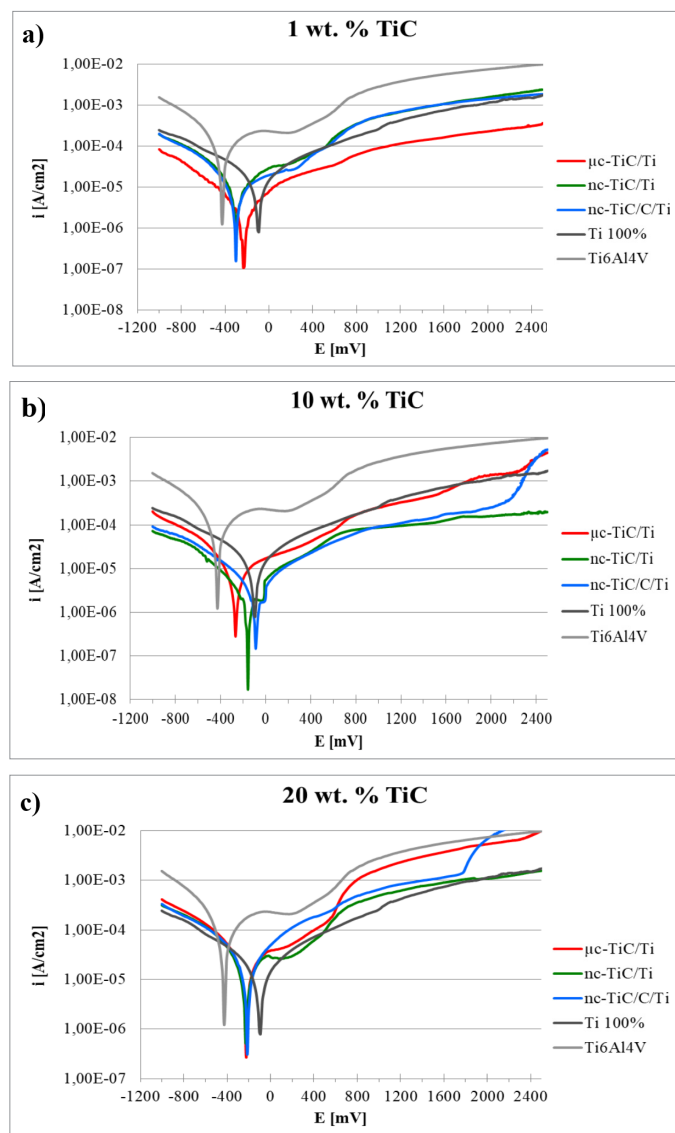 a)
1 wt. % TiC
1,00E-02
1,00E-03
1,00E-04
1,00E-05
1,00E-06
1,00E-07
1,00E-08
i [A/cm2]
-1200 -800 -400 0 400 800 1200 1600 2000 2400
E [mV]
µc-TiC/Ti
nc-TiC/Ti
nc-TiC/C/Ti
Ti 100%
Ti6Al4V
b)
10 wt. % TiC
1,00E-02
1,00E-03
1,00E-04
1,00E-05
1,00E-06
1,00E-07
1,00E-08
i [A/cm2]
-1200 -800 -400 0 400 800 1200 1600 2000 2400
E [mV]
µc-TiC/Ti
nc-TiC/Ti
nc-TiC/C/Ti
Ti 100%
Ti6Al4V
c)
20 wt. % TiC
1,00E-02
1,00E-03
1,00E-04
1,00E-05
1,00E-06
1,00E-07
i [A/cm2]
-1200 -800 -400 0 400 800 1200 1600 2000 2400
E [mV]
µc-TiC/Ti
nc-TiC/Ti
nc-TiC/C/Ti
Ti 100%
Ti6Al4V